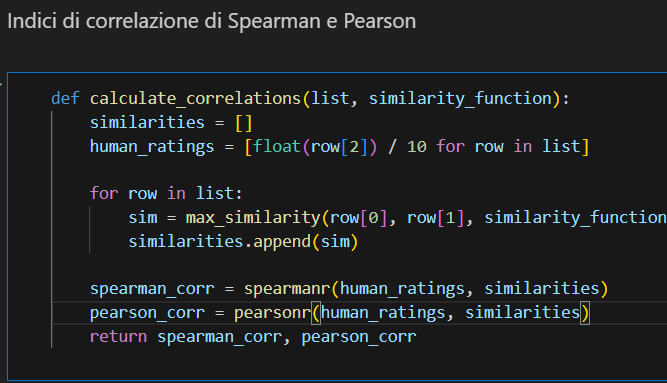 Indici di correlazione di Spearman e Pearson
def calculate_correlations(list, similarity_function):
similarities = []
human_ratings = [float(row[2]) / 10 for row in list]
for row in list:
sim = max_similarity(row[0], row[1], similarity_function
similarities.append(sim)
spearman_corr = spearmanr(human_ratings, similarities)
pearson_corr = pearsonr(human_ratings, similarities)
return spearman_corr, pearson_corr